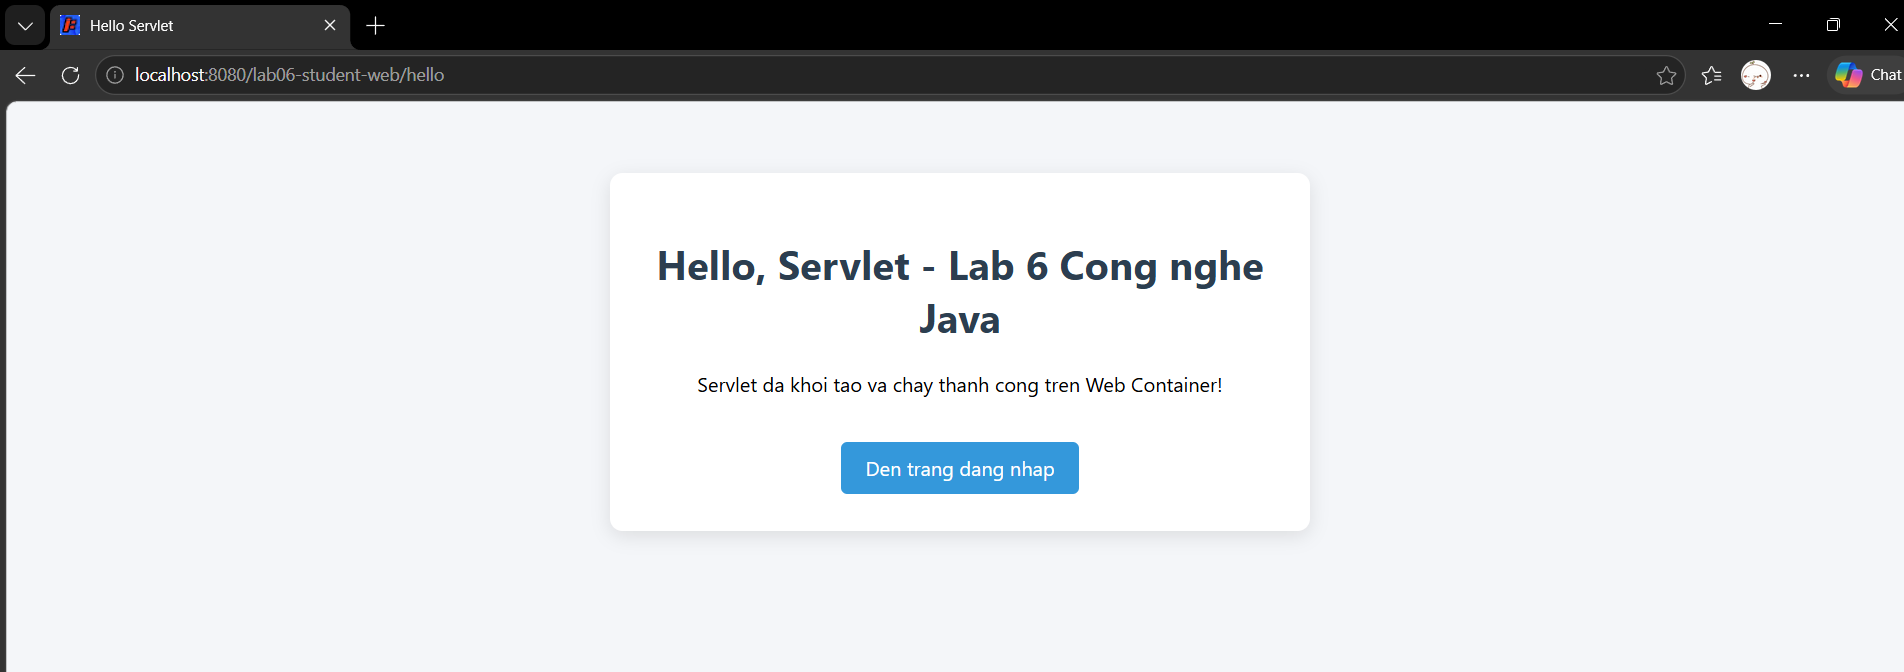 Hello Servlet
localhost:8080/lab06-student-web/hello
Chat
Hello, Servlet - Lab 6 Cong nghe
Java
Servlet da khoi tao va chay thanh cong tren Web Container!
Den trang dang nhap